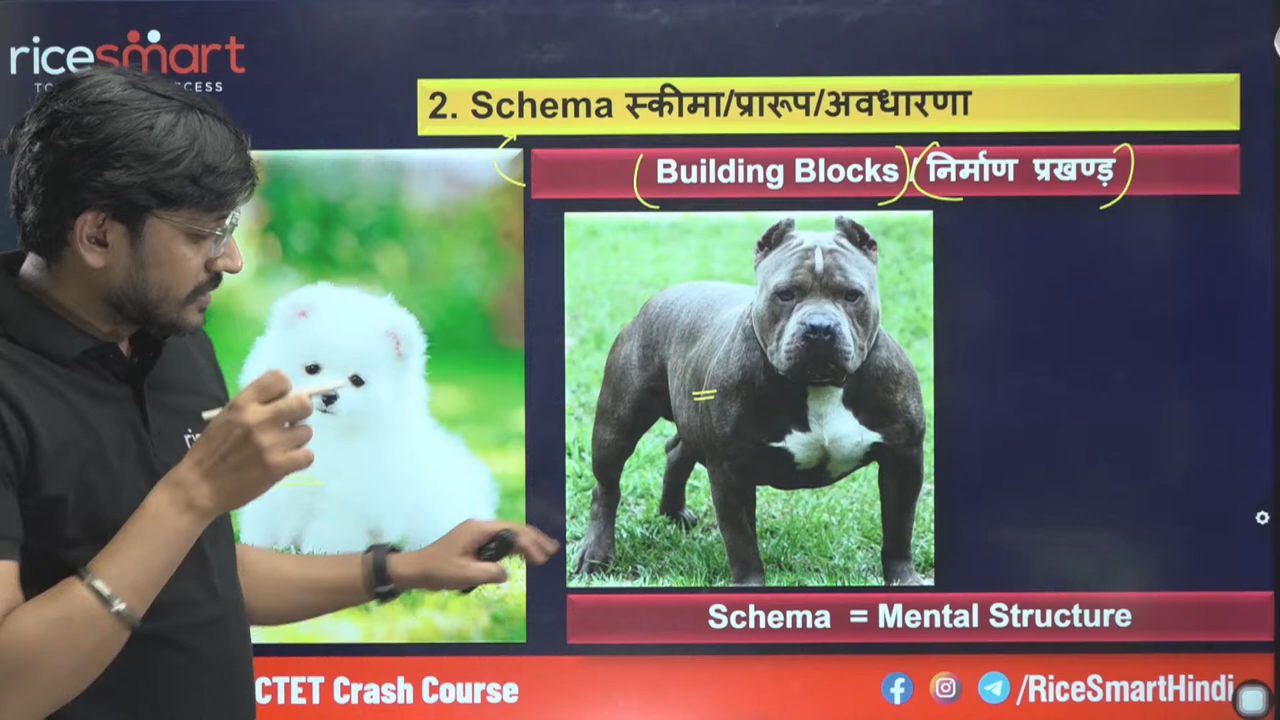 ricesmart
2. Schema स्कीमा/प्रारूप/अवधारणा
Building Blocks / निर्माण प्रखण्ड़
Schema = Mental Structure
CTET Crash Course
/RiceSmartHindi